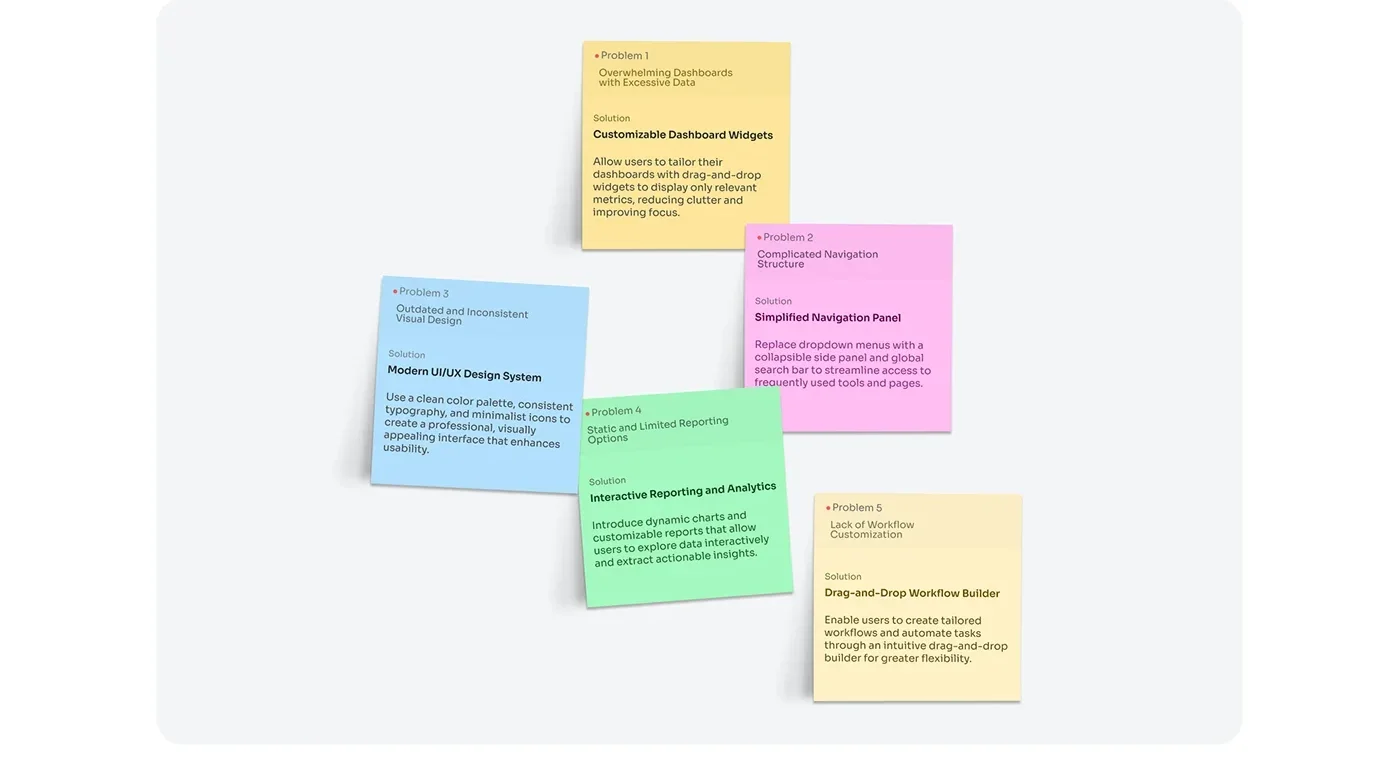 Problem 1
Overwhelming Dashboards
with Excessive Data
Solution
Customizable Dashboard Widgets
Allow users to tailor their
dashboards with drag-and-drop
widgets to display only relevant
metrics, reducing clutter and
improving focus.
Problem 2
Complicated Navigation
Structure
Solution
Simplified Navigation Panel
Replace dropdown menus with a
collapsible side panel and global
search bar to streamline access to
frequently used tools and pages.
Problem 3
Outdated and Inconsistent
Visual Design
Solution
Modern UI/UX Design System
Use a clean color palette, consistent
typography, and minimalist icons to
create a professional, visually
appealing interface that enhances
usability.
Problem 4
Static and Limited Reporting
Options
Solution
Interactive Reporting and Analytics
Introduce dynamic charts and
customizable reports that allow
users to explore data interactively
and extract actionable insights.
Problem 5
Lack of Workflow
Customization
Solution
Drag-and-Drop Workflow Builder
Enable users to create tailored
workflows and automate tasks
through an intuitive drag-and-drop
builder for greater flexibility.